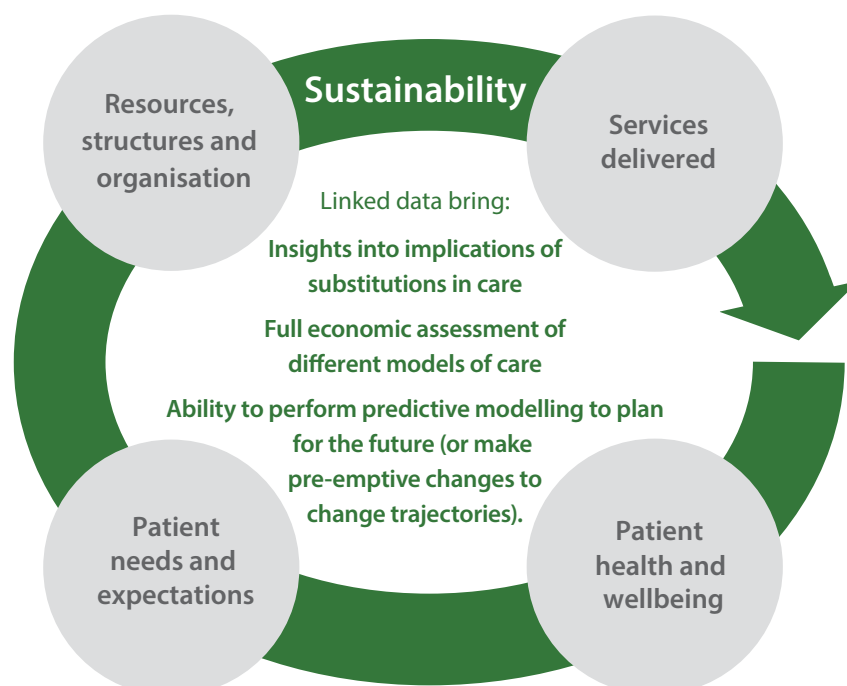 Sustainability
Resources,
structures and
organisation
Services
delivered
Linked data bring:
Insights into implications of
substitutions in care
Full economic assessment of
different models of care
Ability to perform predictive modelling to plan
for the future (or make
pre-emptive changes to
change trajectories).
Patient
needs and
expectations
Patient
health and
wellbeing